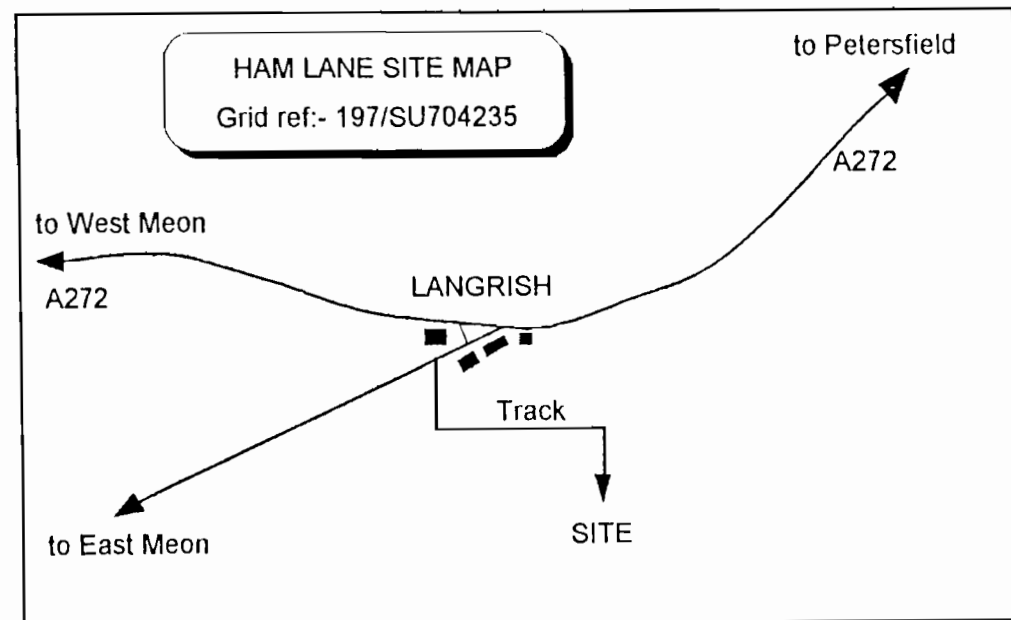 HAM LANE SITE MAP
Grid ref:- 197/SU704235
to Petersfield
A272
to West Meon
A272
LANGRISH
Track
SITE
to East Meon